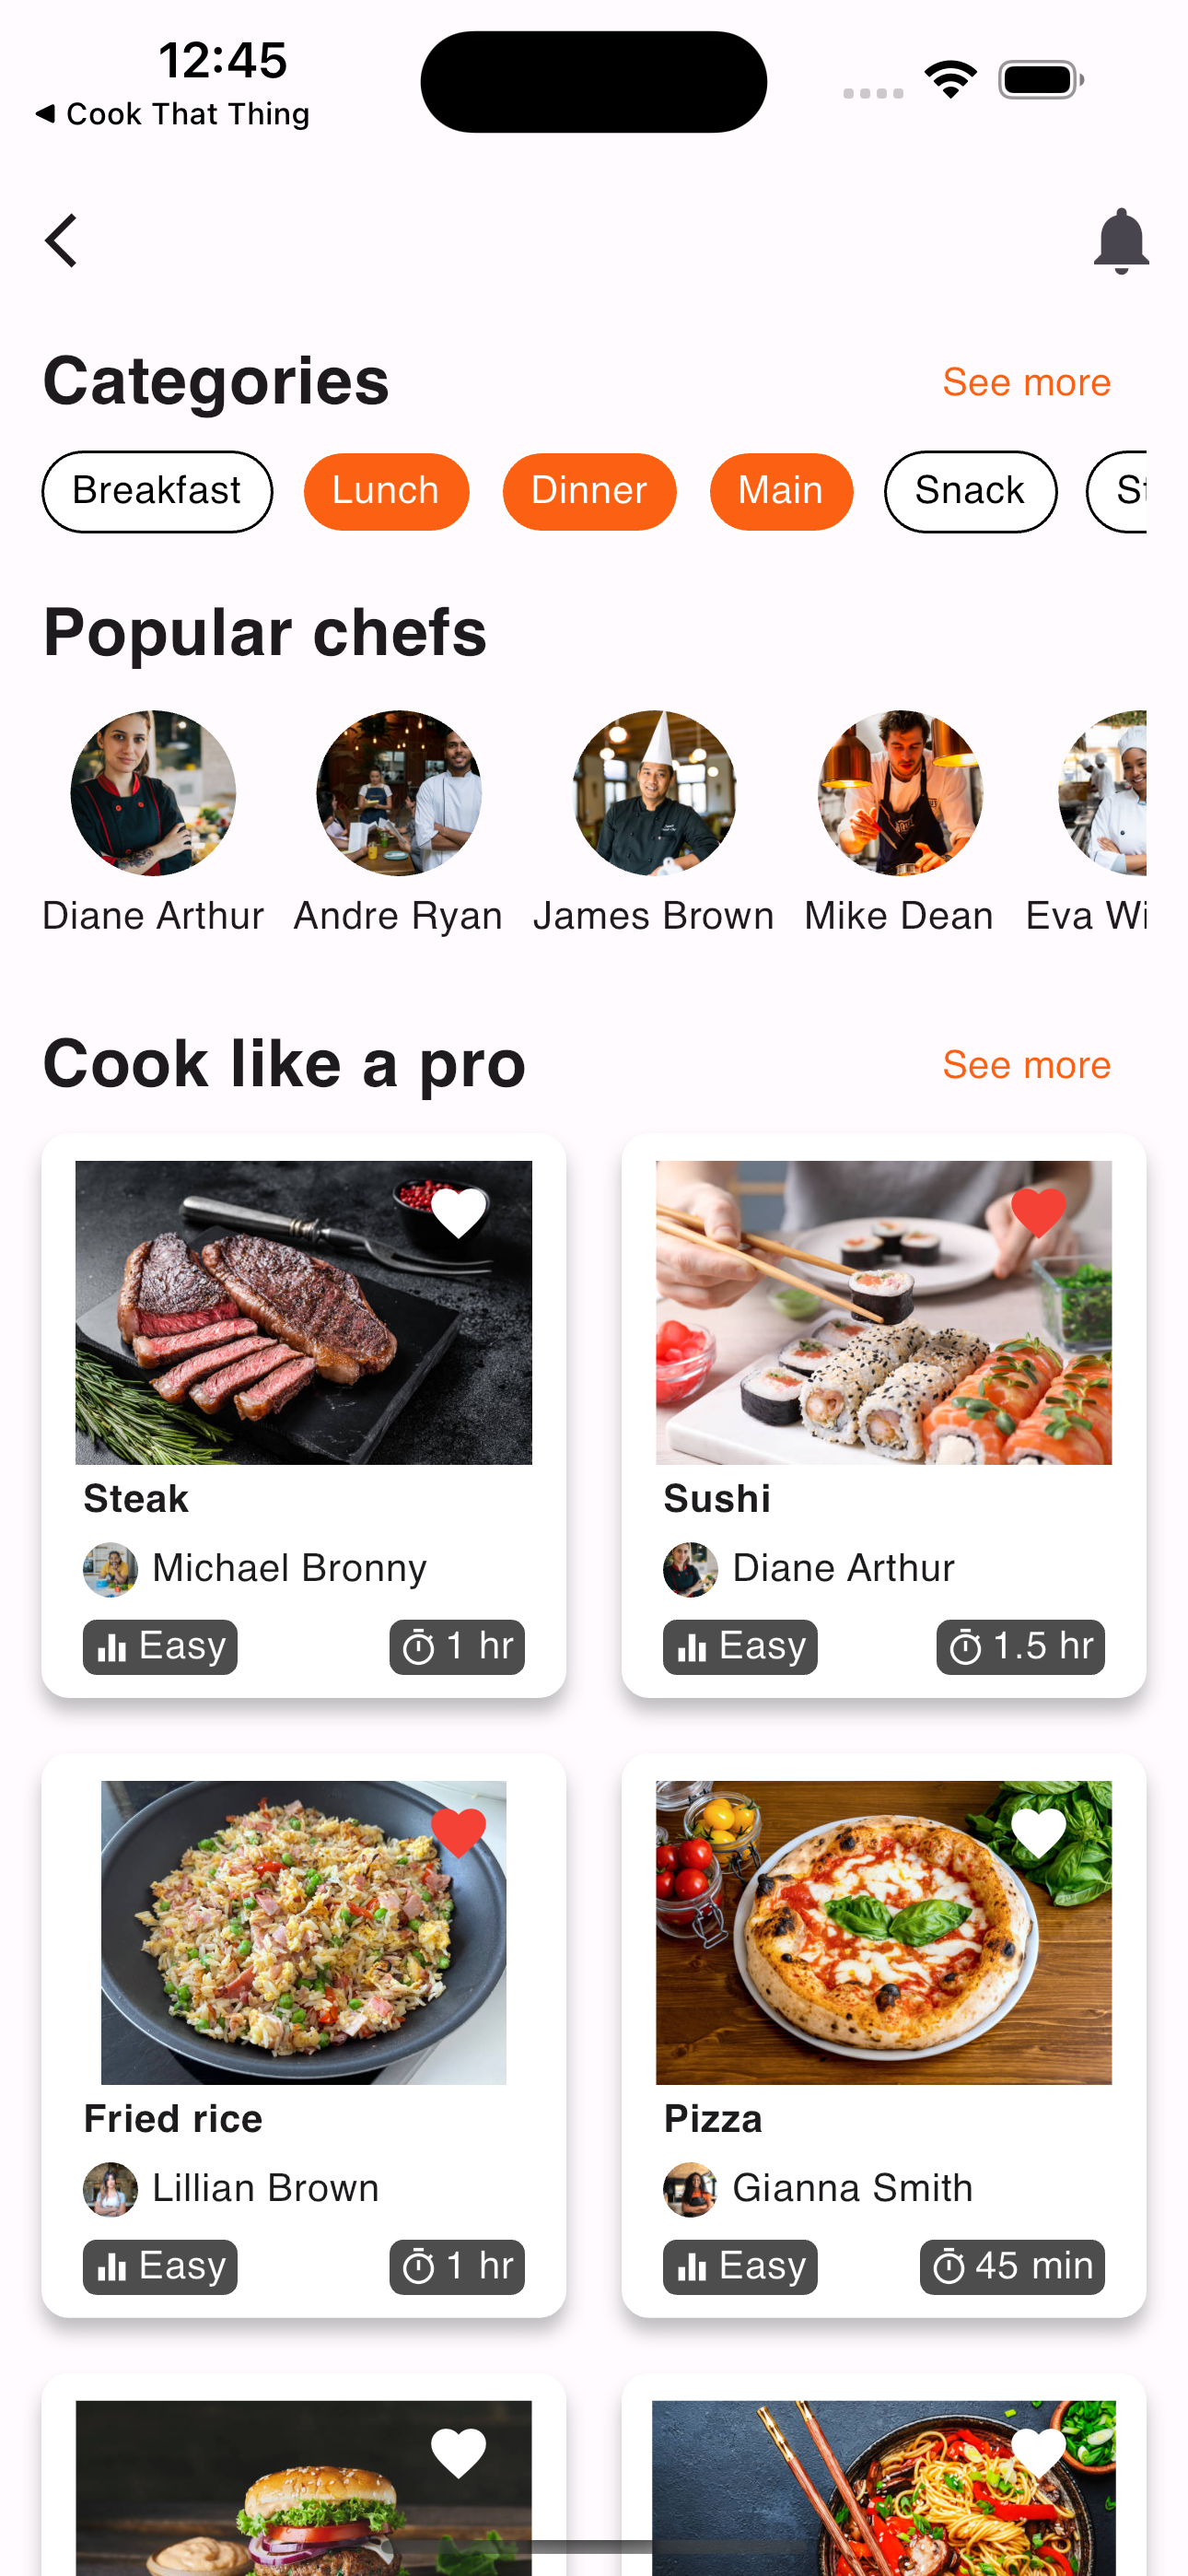 12:45
◀ Cook That Thing
Categories
See more
Breakfast Lunch Dinner Main Snack St
Popular chefs
Diane Arthur Andre Ryan James Brown Mike Dean Eva Wi
Cook like a pro
See more
Steak
Michael Bronny
Easy 1 hr
Sushi
Diane Arthur
Easy 1.5 hr
Fried rice
Lillian Brown
Easy 1 hr
Pizza
Gianna Smith
Easy 45 min